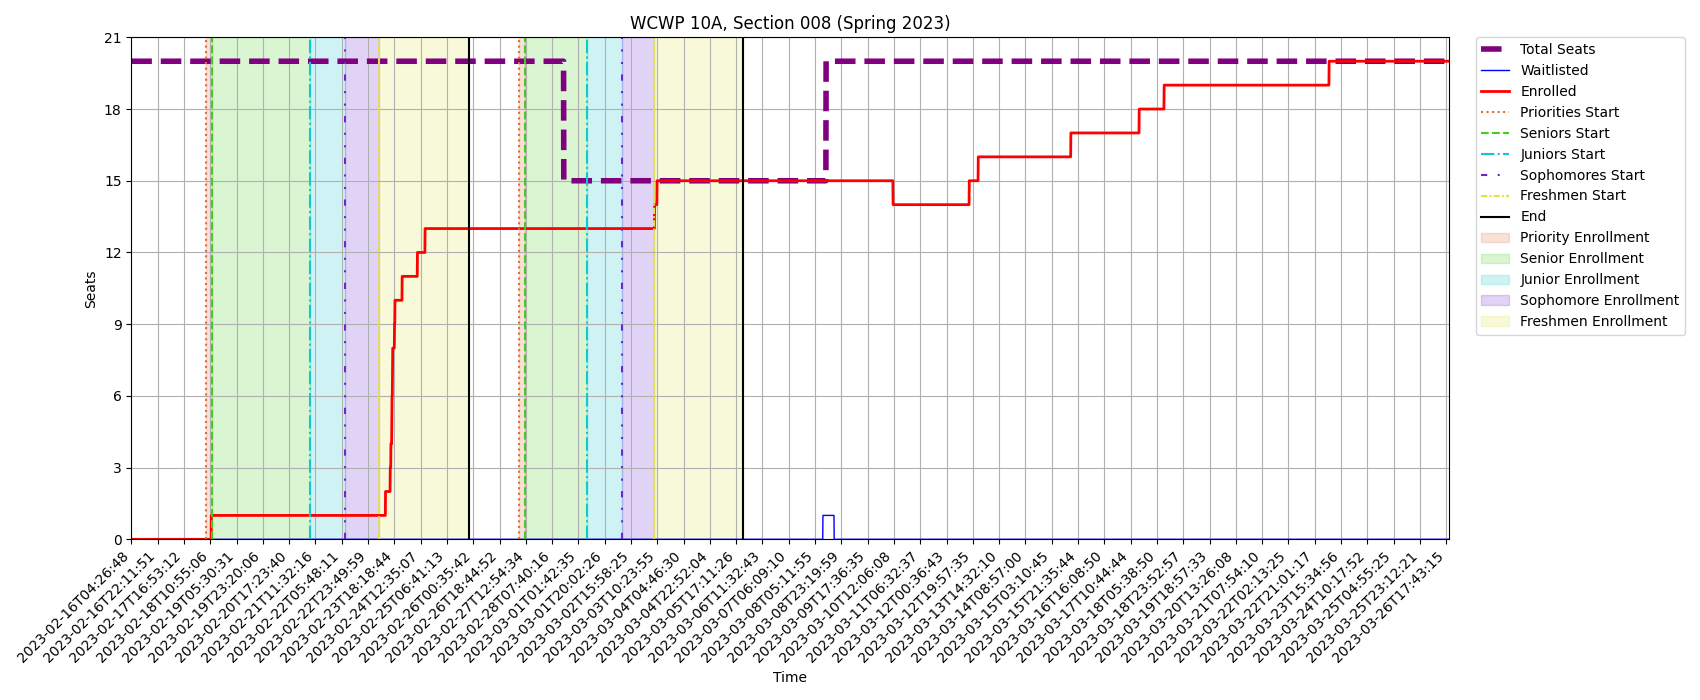 WCWP 10A, Section 008 (Spring 2023)
21
18
15
12
9
6
3
0
Seats
2023-02-16T04:26:48
2023-02-16T22:11:51
2023-02-17T16:53:12
2023-02-18T10:55:06
2023-02-19T05:30:31
2023-02-19T23:20:06
2023-02-20T17:23:40
2023-02-21T11:32:16
2023-02-22T05:48:11
2023-02-22T23:49:59
2023-02-23T18:18:44
2023-02-24T12:35:07
2023-02-25T06:41:13
2023-02-26T00:35:42
2023-02-26T18:44:52
2023-02-27T12:54:34
2023-02-28T07:40:16
2023-03-01T01:42:35
2023-03-01T20:02:26
2023-03-02T15:58:25
2023-03-03T10:23:55
2023-03-04T04:46:30
2023-03-04T22:52:04
2023-03-05T17:11:26
2023-03-06T11:32:43
2023-03-07T06:09:10
2023-03-08T05:11:55
2023-03-08T23:19:59
2023-03-09T17:36:35
2023-03-10T12:06:08
2023-03-11T06:32:37
2023-03-12T00:36:43
2023-03-12T19:57:35
2023-03-13T14:32:10
2023-03-14T08:57:00
2023-03-15T03:10:45
2023-03-15T21:35:44
2023-03-16T16:08:50
2023-03-17T10:44:44
2023-03-18T05:38:50
2023-03-18T23:52:57
2023-03-19T18:57:33
2023-03-20T13:26:08
2023-03-21T07:54:10
2023-03-22T02:13:25
2023-03-22T21:01:17
2023-03-23T15:34:56
2023-03-24T10:17:52
2023-03-25T04:55:25
2023-03-25T23:12:21
2023-03-26T17:43:15
Time
Total Seats
Waitlisted
Enrolled
Priorities Start
Seniors Start
Juniors Start
Sophomores Start
Freshmen Start
End
Priority Enrollment
Senior Enrollment
Junior Enrollment
Sophomore Enrollment
Freshmen Enrollment